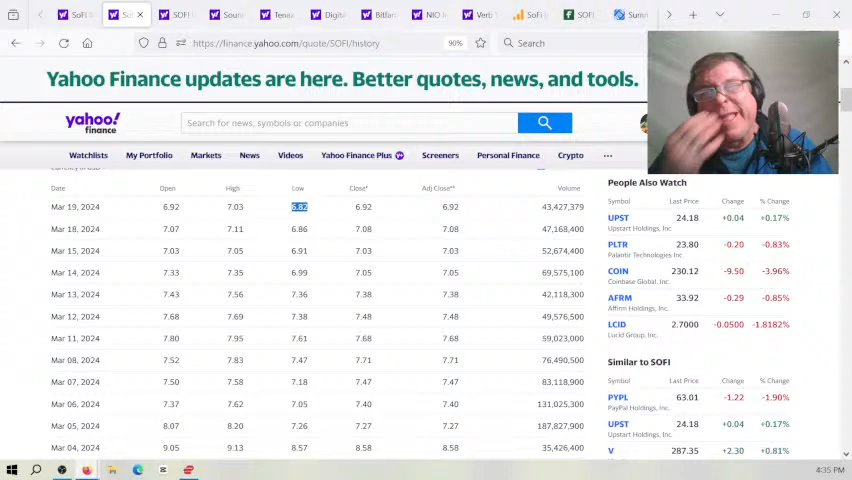 SoFi
So
SOFI
Soun
Tenax
Digit
Bitfar
NIO.I
Verb
SoFi
SOFI
Sumn
https://finance.yahoo.com/quote/SOFI/history
90%
Search
Yahoo Finance updates are here. Better quotes, news, and tools.
yahoo!
finance
Search for news, symbols or companies
Watchlists My Portfolio Markets News Videos Yahoo Finance Plus Screeners Personal Finance Crypto ...
Date Open High Low Close* Adj Close** Volume
Mar 19, 2024 6.92 7.03 6.82 6.92 6.92 43,427,379
Mar 18, 2024 7.07 7.11 6.86 7.08 7.08 47,168,400
Mar 15, 2024 7.03 7.05 6.91 7.03 7.03 52,674,400
Mar 14, 2024 7.33 7.35 6.99 7.05 7.05 69,575,100
Mar 13, 2024 7.43 7.56 7.36 7.38 7.38 42,118,300
Mar 12, 2024 7.68 7.69 7.38 7.48 7.48 49,576,500
Mar 11, 2024 7.80 7.95 7.61 7.68 7.68 59,023,000
Mar 08, 2024 7.52 7.83 7.47 7.71 7.71 76,490,500
Mar 07, 2024 7.50 7.58 7.18 7.47 7.47 83,118,900
Mar 06, 2024 7.37 7.62 7.05 7.40 7.40 131,025,300
Mar 05, 2024 8.07 8.20 7.26 7.27 7.27 187,827,900
Mar 04, 2024 9.05 9.13 8.57 8.58 8.58 35,426,400
People Also Watch
Symbol Last Price Change % Change
UPST 24.18 +0.04 +0.17%
Upstart Holdings, Inc.
PLTR 23.80 -0.20 -0.83%
Palantir Technologies Inc.
COIN 230.12 -9.50 -3.96%
Coinbase Global, Inc.
AFRM 33.92 -0.29 -0.85%
Affirm Holdings, Inc.
LCID 2.7000 -0.0500 -1.8182%
Lucid Group, Inc.
Similar to SOFI
Symbol Last Price Change % Change
PYPL 63.01 -1.22 -1.90%
PayPal Holdings, Inc.
UPST 24.18 +0.04 +0.17%
Upstart Holdings, Inc.
V 287.35 +2.30 +0.81%
4:35 PM